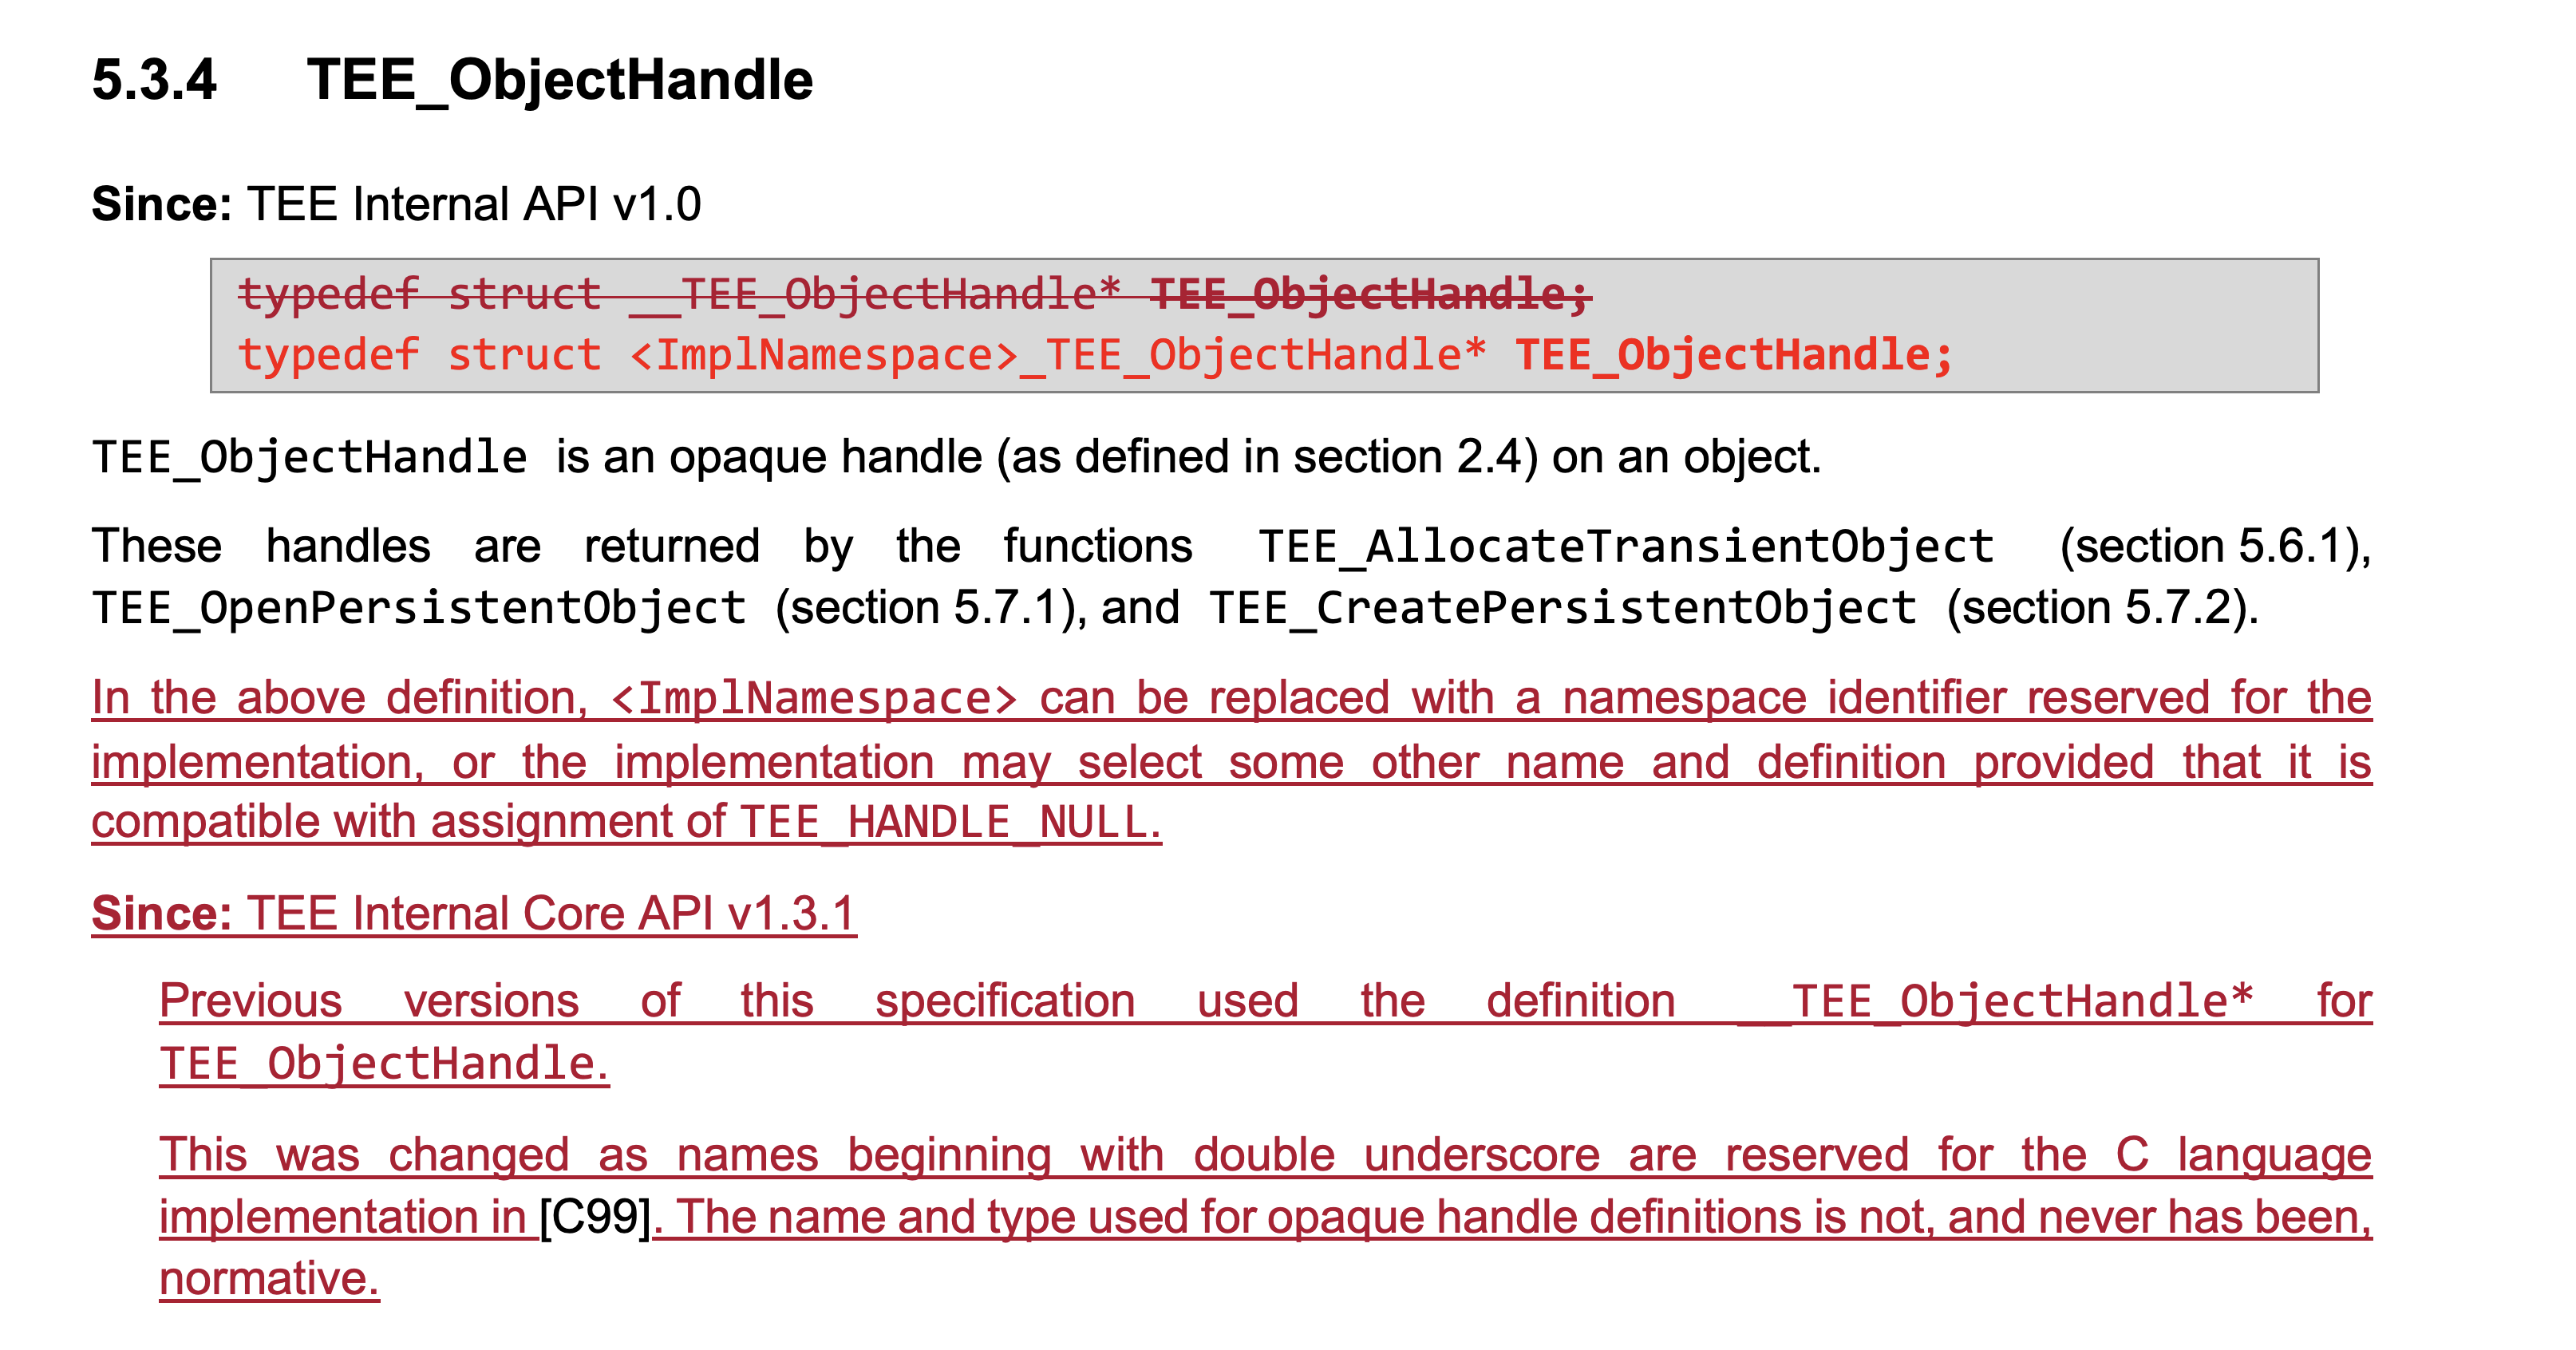 5.3.4 TEE_ObjectHandle
Since: TEE Internal API v1.0
typedef struct __TEE_ObjectHandle* TEE_ObjectHandle;
typedef struct <ImplNamespace>_TEE_ObjectHandle* TEE_ObjectHandle;
TEE_ObjectHandle is an opaque handle (as defined in section 2.4) on an object.
These handles are returned by the functions TEE_AllocateTransientObject (section 5.6.1),
TEE_OpenPersistentObject (section 5.7.1), and TEE_CreatePersistentObject (section 5.7.2).
In the above definition, <ImplNamespace> can be replaced with a namespace identifier reserved for the
implementation, or the implementation may select some other name and definition provided that it is
compatible with assignment of TEE_HANDLE_NULL.
Since: TEE Internal Core API v1.3.1
Previous versions of this specification used the definition __TEE_ObjectHandle* for
TEE_ObjectHandle.
This was changed as names beginning with double underscore are reserved for the C language
implementation in [C99]. The name and type used for opaque handle definitions is not, and never has been,
normative.